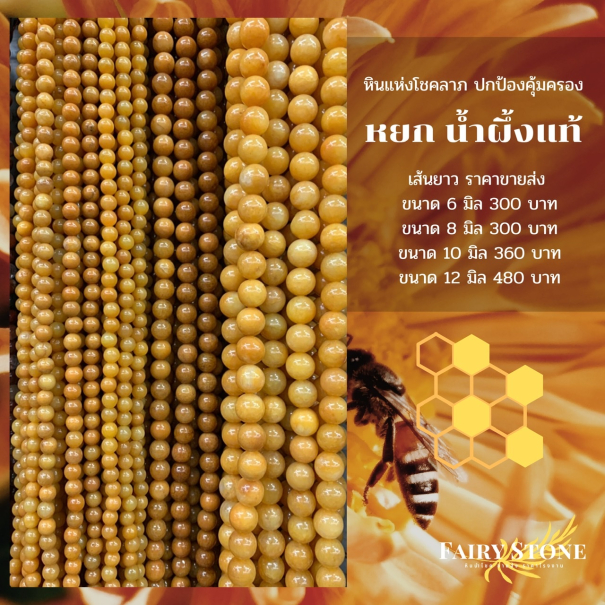 หินแห่งโชคลาภ ปกป้องคุ้มครอง
หยก น้ำผึ้งแท้
เส้นยาว ราคาขายส่ง
ขนาด 6 มิล 300 บาท
ขนาด 8 มิล 300 บาท
ขนาด 10 มิล 360 บาท
ขนาด 12 มิล 480 บาท
FAIRY STONE